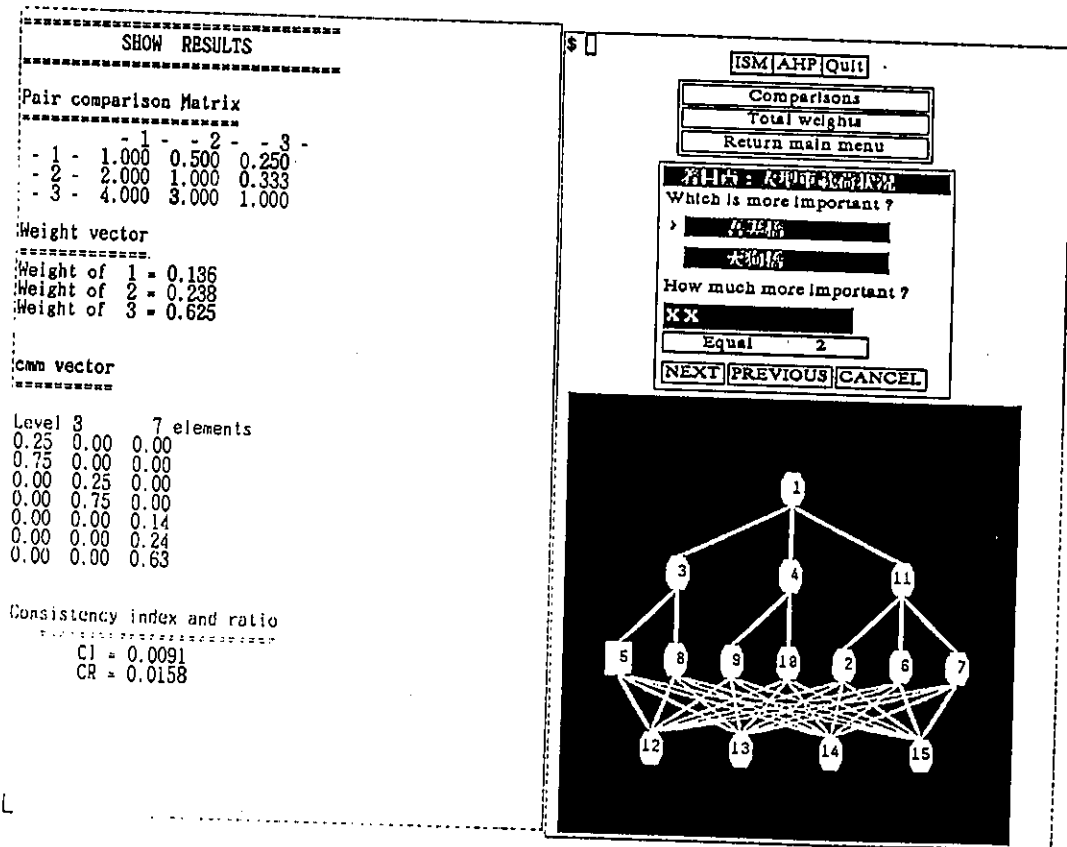 SHOW RESULTS
Pair comparison Matrix
- 1 - - 2 - - 3 -
- 1 - 1.000 0.500 0.250
- 2 - 2.000 1.000 0.333
- 3 - 4.000 3.000 1.000
Weight vector
Weight of 1 = 0.136
Weight of 2 = 0.238
Weight of 3 = 0.625
cmm vector
Level 3 7 elements
0.25 0.00 0.00
0.75 0.00 0.00
0.00 0.25 0.00
0.00 0.75 0.00
0.00 0.00 0.14
0.00 0.00 0.24
0.00 0.00 0.63
Consistency index and ratio
CI = 0.0091
CR = 0.0158
$
ISM AHP Quit
Comparisons
Total weights
Return main menu
Which is more important ?
>
How much more important ?
XX
Equal 2
NEXT PREVIOUS CANCEL
1
3 4 11
5 8 9 10 2 6 7
12 13 14 15
L